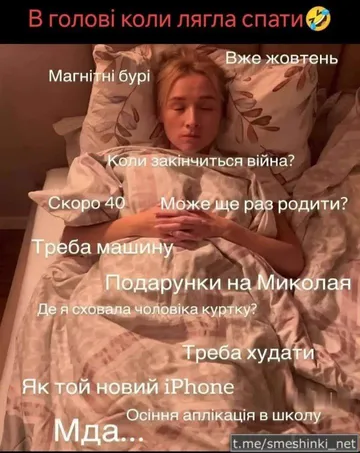 В голові коли лягла спати🤣
Вже жовтень
Магнітні бурі
Коли закінчиться війна?
Скоро 40
Може ще раз родити?
Треба машину
Подарунки на Миколая
Де я сховала чоловіка куртку?
Треба худати
Як той новий iPhone
Осіння аплікація в школу
Мда...
t.me/smeshinki_net